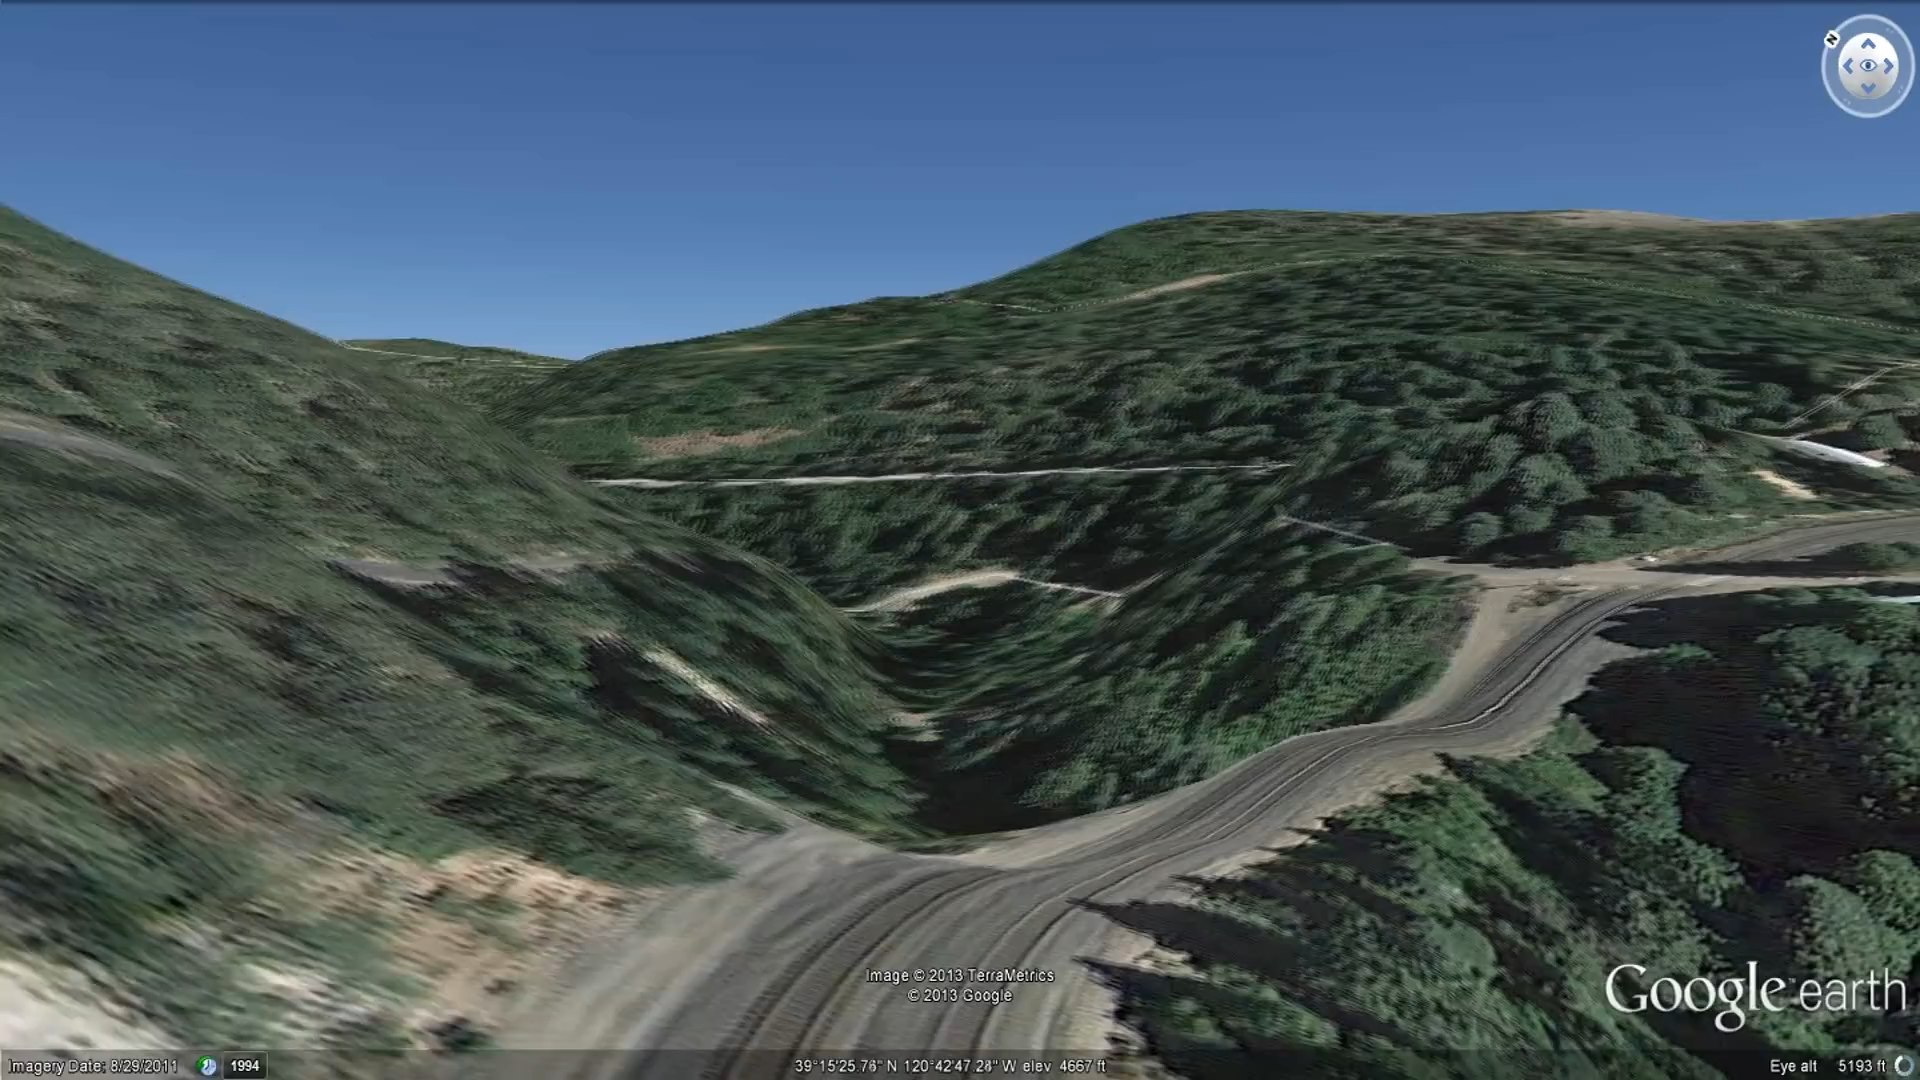 N
Image © 2013 TerraMetrics
© 2013 Google
Google earth
Imagery Date: 8/29/2011 1994 39°15'25.76" N 120°42'47.28" W elev 4667 ft Eye alt 5193 ft